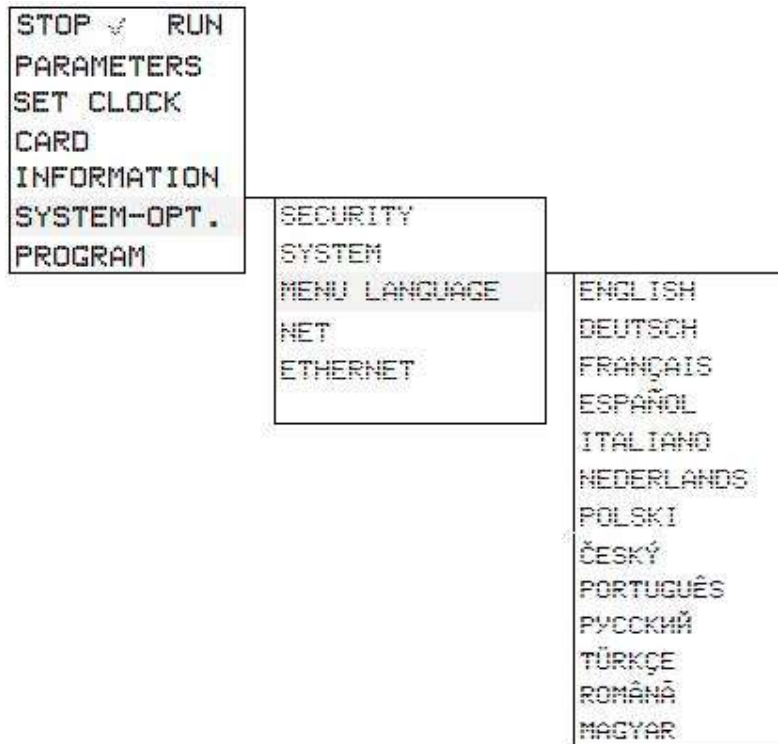 STOP √ RUN
PARAMETERS
SET CLOCK
CARD
INFORMATION
SYSTEM-OPT.
PROGRAM
SECURITY
SYSTEM
MENU LANGUAGE
NET
ETHERNET
ENGLISH
DEUTSCH
FRANÇAIS
ESPAÑOL
ITALIANO
NEDERLANDS
POLSKI
ČESKÝ
PORTUGUÊS
РУССКИЙ
TÜRKÇE
ROMÂNĂ
MAGYAR